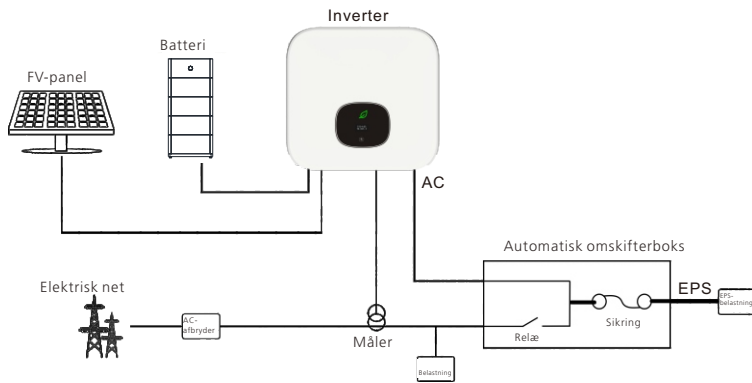 Inverter
Batteri
FV-panel
AC
Automatisk omskifterboks
Elektrisk net
EPS
EPS-
belastning
AC-
afbryder
Sikring
Relæ
Måler
Belastning